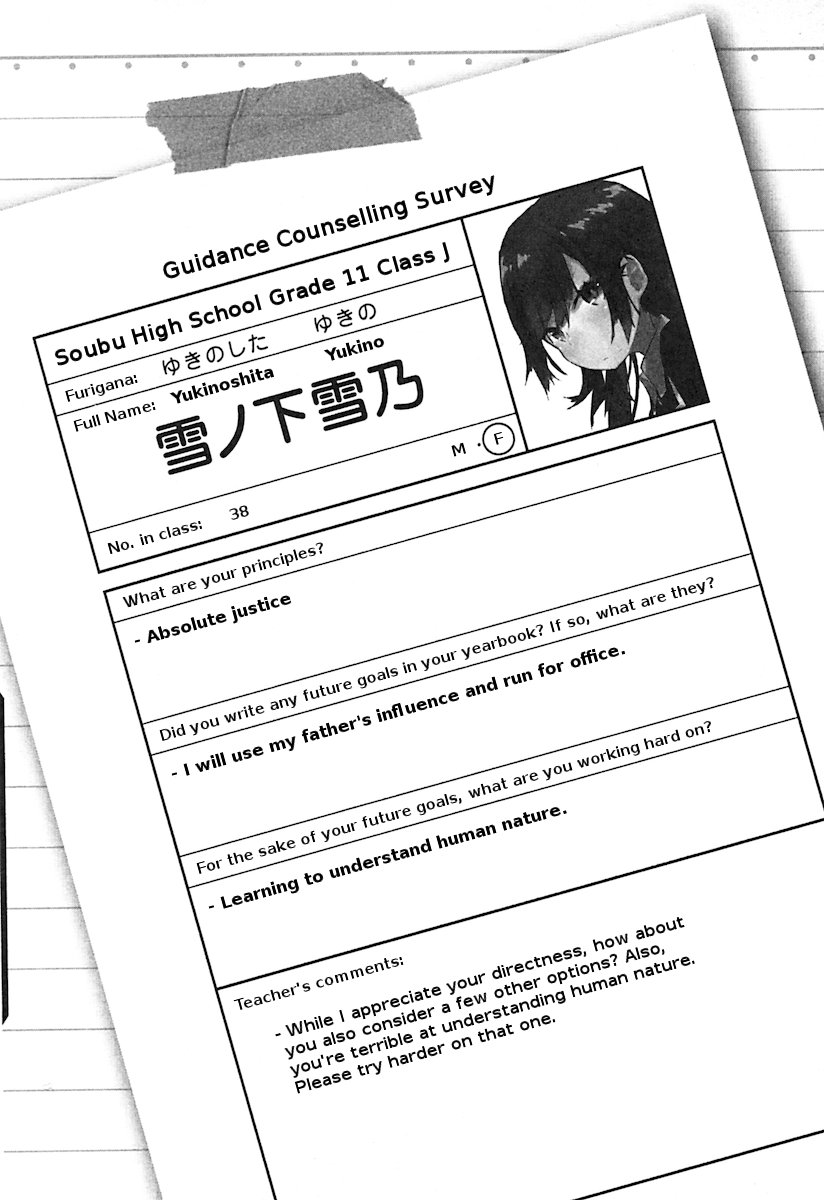 Guidance Counselling Survey
Soubu High School Grade 11 Class J
Furigana: ゆきのした ゆきの
Yukinoshita Yukino
Full Name: 雪ノ下雪乃
M · F
No. in class: 38
What are your principles?
- Absolute justice
Did you write any future goals in your yearbook? If so, what are they?
- I will use my father's influence and run for office.
For the sake of your future goals, what are you working hard on?
- Learning to understand human nature.
Teacher's comments:
- While I appreciate your directness, how about
you also consider a few other options? Also,
you're terrible at understanding human nature.
Please try harder on that one.